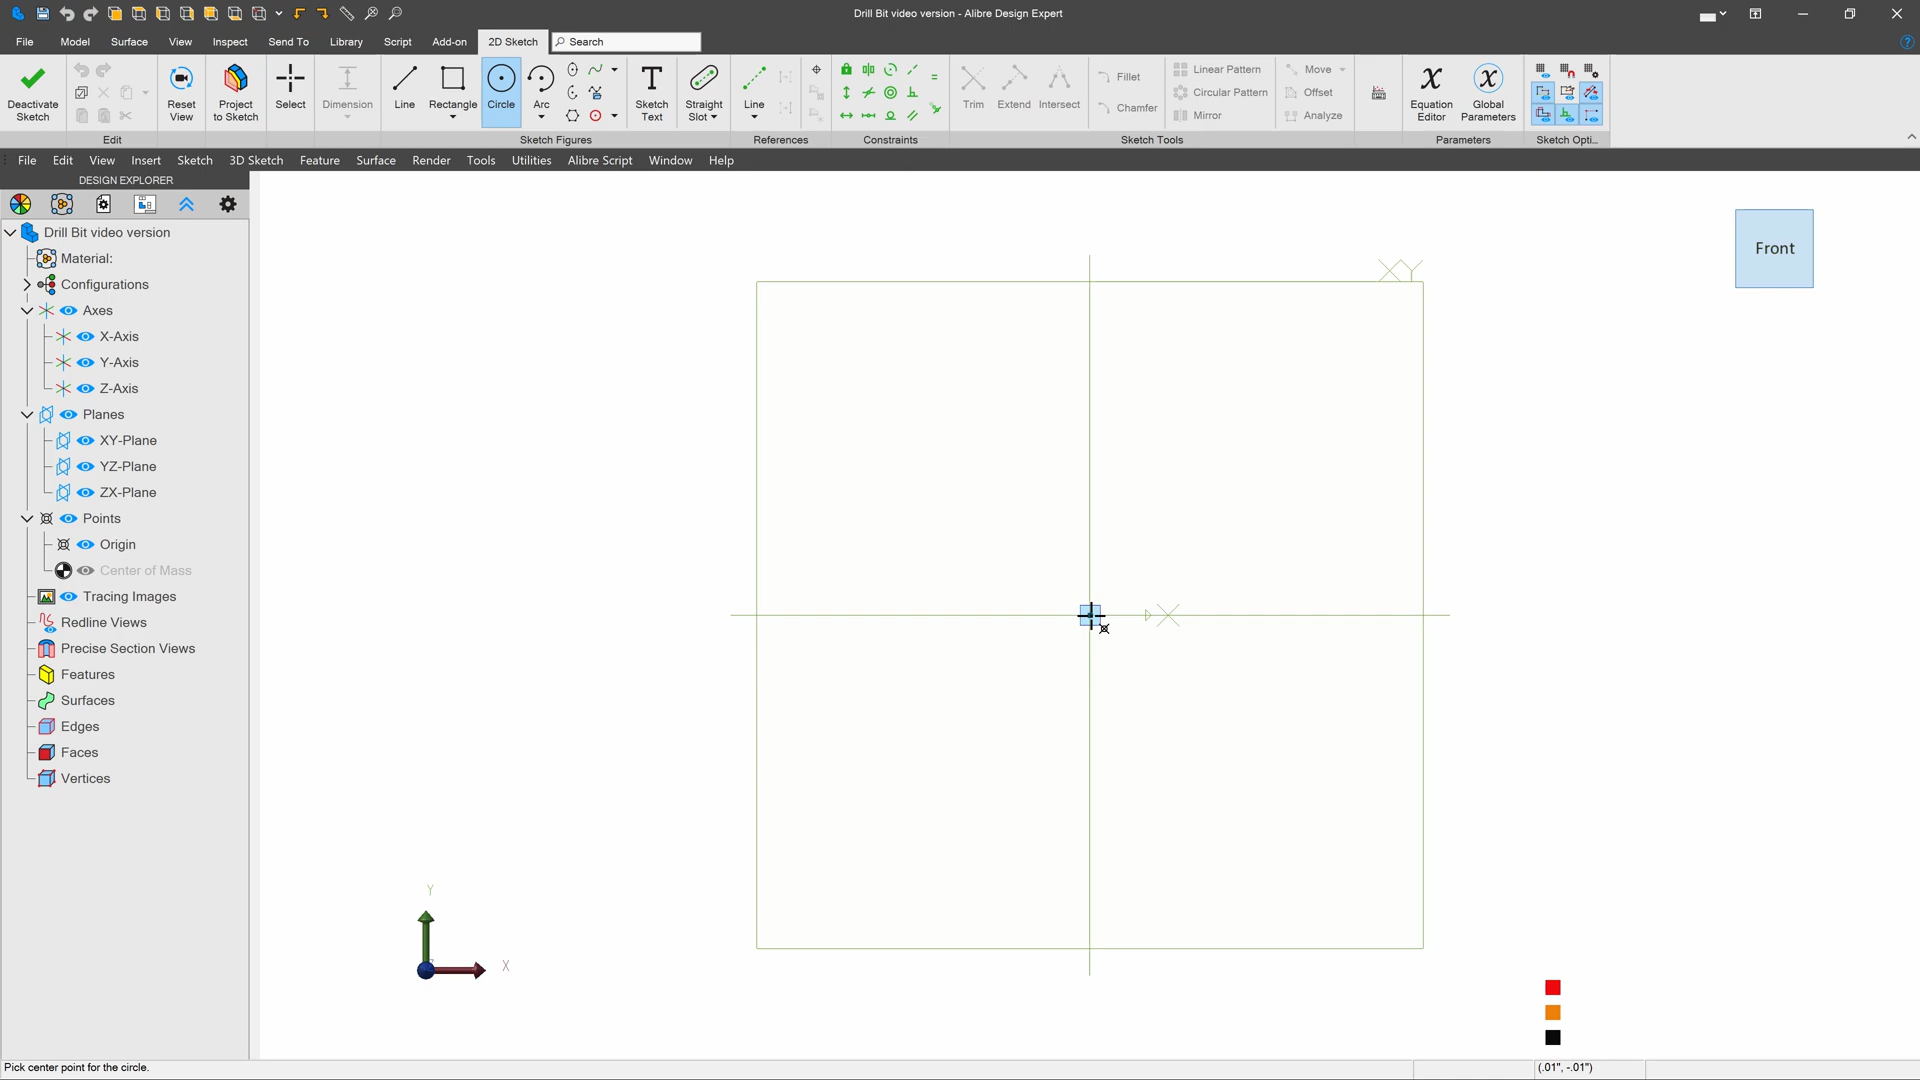 Drill Bit video version - Alibre Design Expert
File Model Surface View Inspect Send To Library Script Add-on 2D Sketch Search
Deactivate Sketch
Edit
Reset View
Project to Sketch
Select
Dimension
Line
Rectangle
Circle
Arc
Sketch Text
Straight Slot
Sketch Figures
Line
References
Constraints
Trim
Extend
Intersect
Fillet
Chamfer
Linear Pattern
Circular Pattern
Mirror
Move
Offset
Analyze
Sketch Tools
Equation Editor
Global Parameters
Parameters
Sketch Opti...
File Edit View Insert Sketch 3D Sketch Feature Surface Render Tools Utilities Alibre Script Window Help
DESIGN EXPLORER
Drill Bit video version
Material:
Configurations
Axes
X-Axis
Y-Axis
Z-Axis
Planes
XY-Plane
YZ-Plane
ZX-Plane
Points
Origin
Center of Mass
Tracing Images
Redline Views
Precise Section Views
Features
Surfaces
Edges
Faces
Vertices
Front
XY
X
Y
X
Pick center point for the circle.
(.01", -.01")